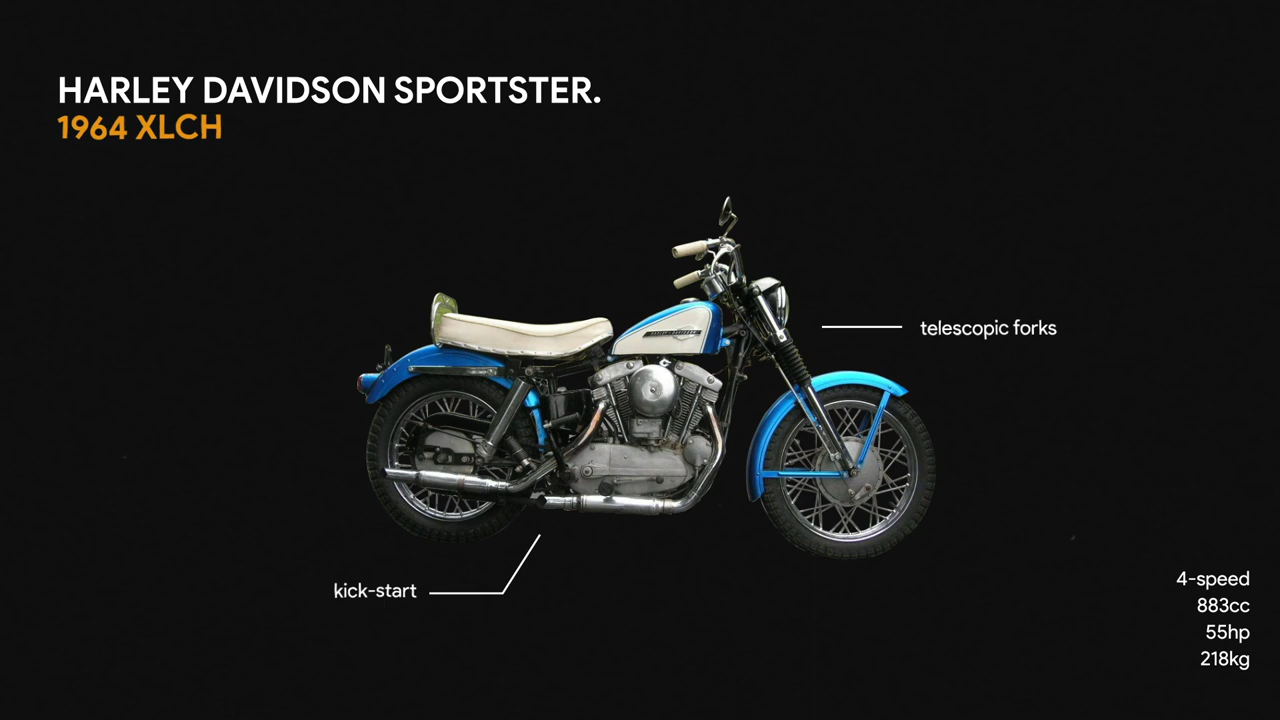 HARLEY DAVIDSON SPORTSTER.
1964 XLCH
telescopic forks
kick-start
4-speed
883cc
55hp
218kg